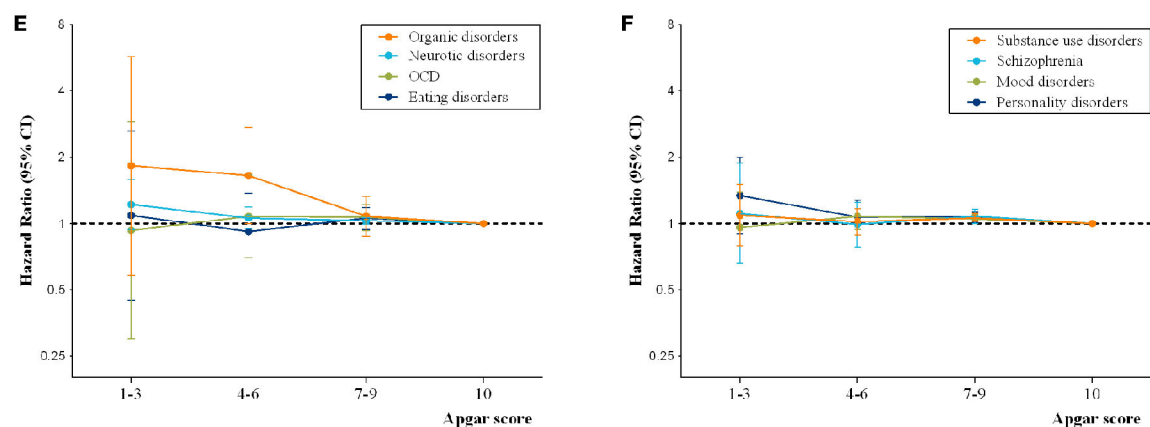 E
Hazard Ratio (95% CI)
8
4
2
1
0.5
0.25
Organic disorders
Neurotic disorders
OCD
Eating disorders
1-3
4-6
7-9
10
Apgar score
F
Hazard Ratio (95% CI)
8
4
2
1
0.5
0.25
Substance use disorders
Schizophrenia
Mood disorders
Personality disorders
1-3
4-6
7-9
10
Apgar score